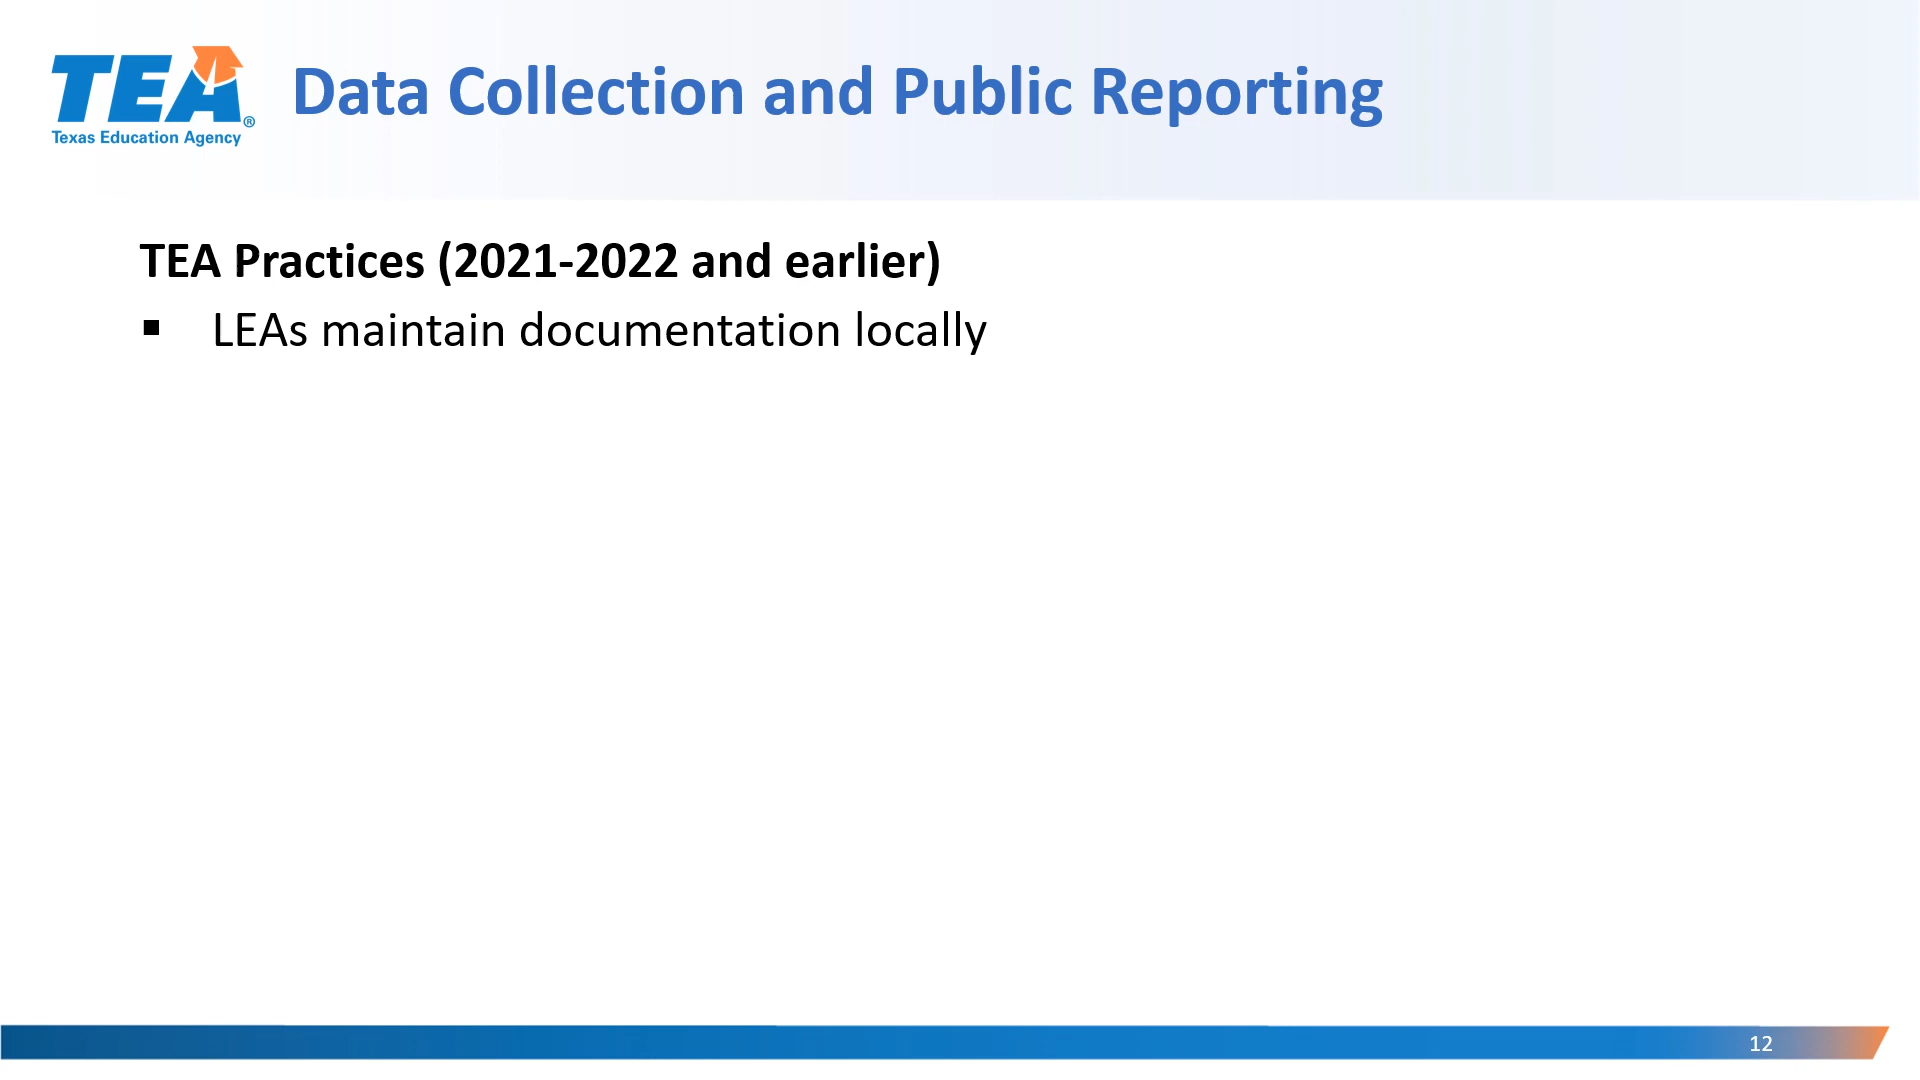 TEA®
Texas Education Agency
Data Collection and Public Reporting
TEA Practices (2021-2022 and earlier)
▪ LEAs maintain documentation locally
12